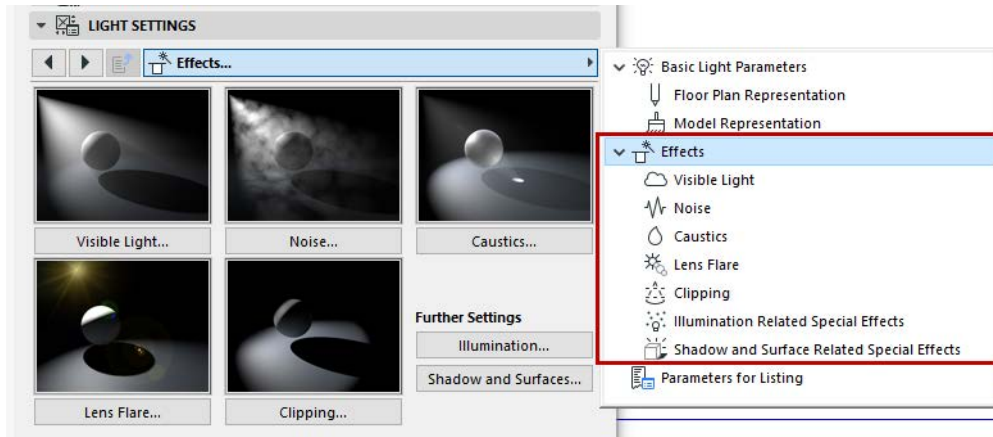 LIGHT SETTINGS
Effects...
Visible Light...
Noise...
Caustics...
Lens Flare...
Clipping...
Further Settings
Illumination...
Shadow and Surfaces...
Basic Light Parameters
Floor Plan Representation
Model Representation
Effects
Visible Light
Noise
Caustics
Lens Flare
Clipping
Illumination Related Special Effects
Shadow and Surface Related Special Effects
Parameters for Listing